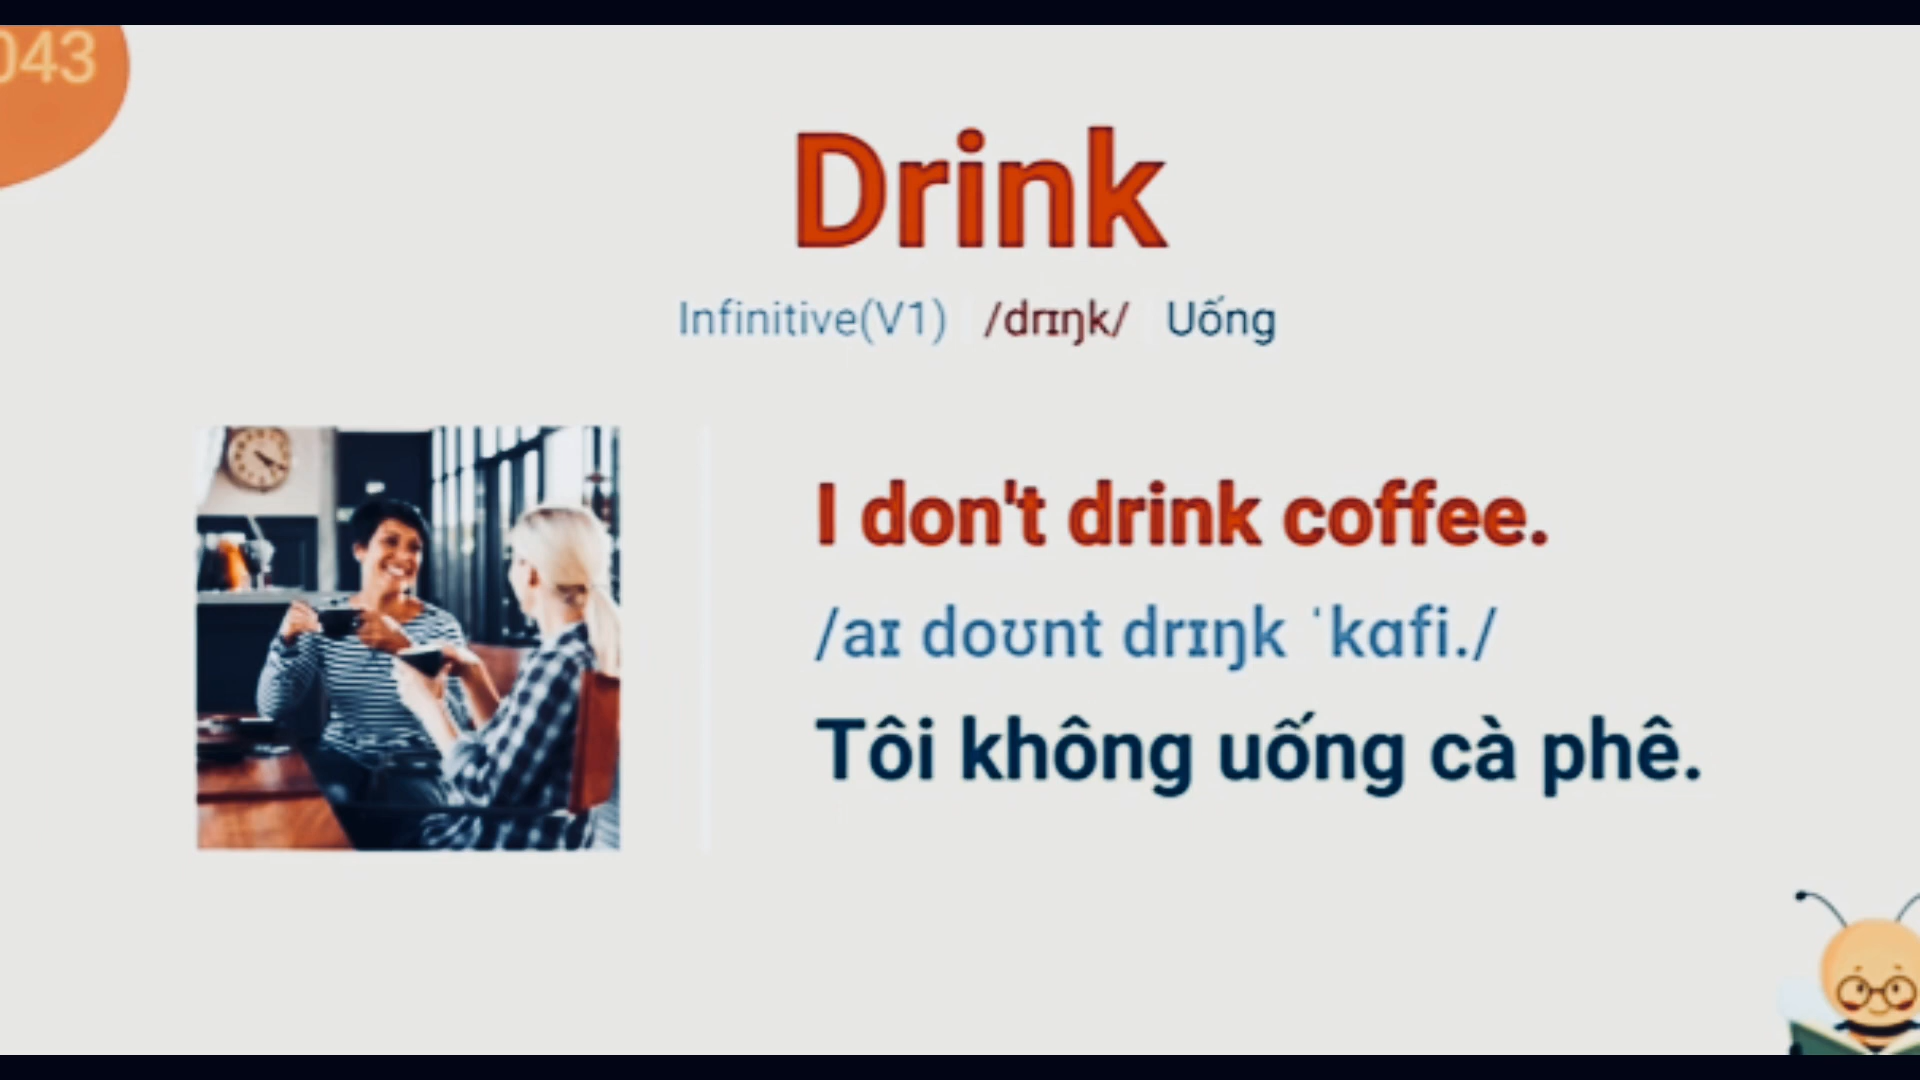 043
Drink
Infinitive(V1) /drɪŋk/ Uống
I don't drink coffee.
/aɪ doʊnt drɪŋk ˈkɑfi./
Tôi không uống cà phê.